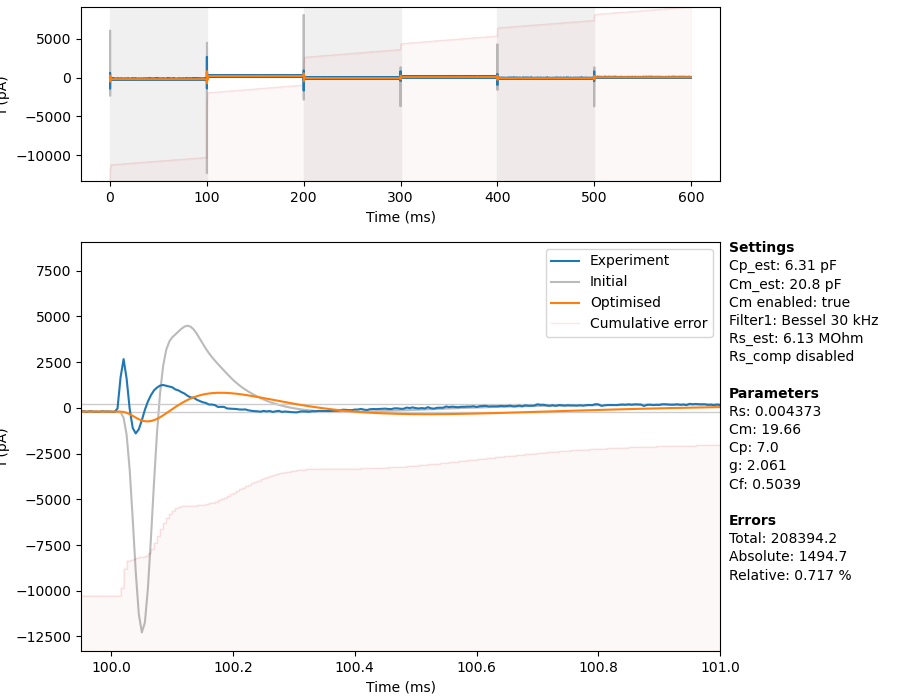 5000
0
−5000
−10000
I (pA)
0 100 200 300 400 500 600
Time (ms)
7500
5000
2500
0
−2500
−5000
−7500
−10000
−12500
I (pA)
100.0 100.2 100.4 100.6 100.8 101.0
Time (ms)
Experiment
Initial
Optimised
Cumulative error
Settings
Cp_est: 6.31 pF
Cm_est: 20.8 pF
Cm enabled: true
Filter1: Bessel 30 kHz
Rs_est: 6.13 MOhm
Rs_comp disabled
Parameters
Rs: 0.004373
Cm: 19.66
Cp: 7.0
g: 2.061
Cf: 0.5039
Errors
Total: 208394.2
Absolute: 1494.7
Relative: 0.717 %